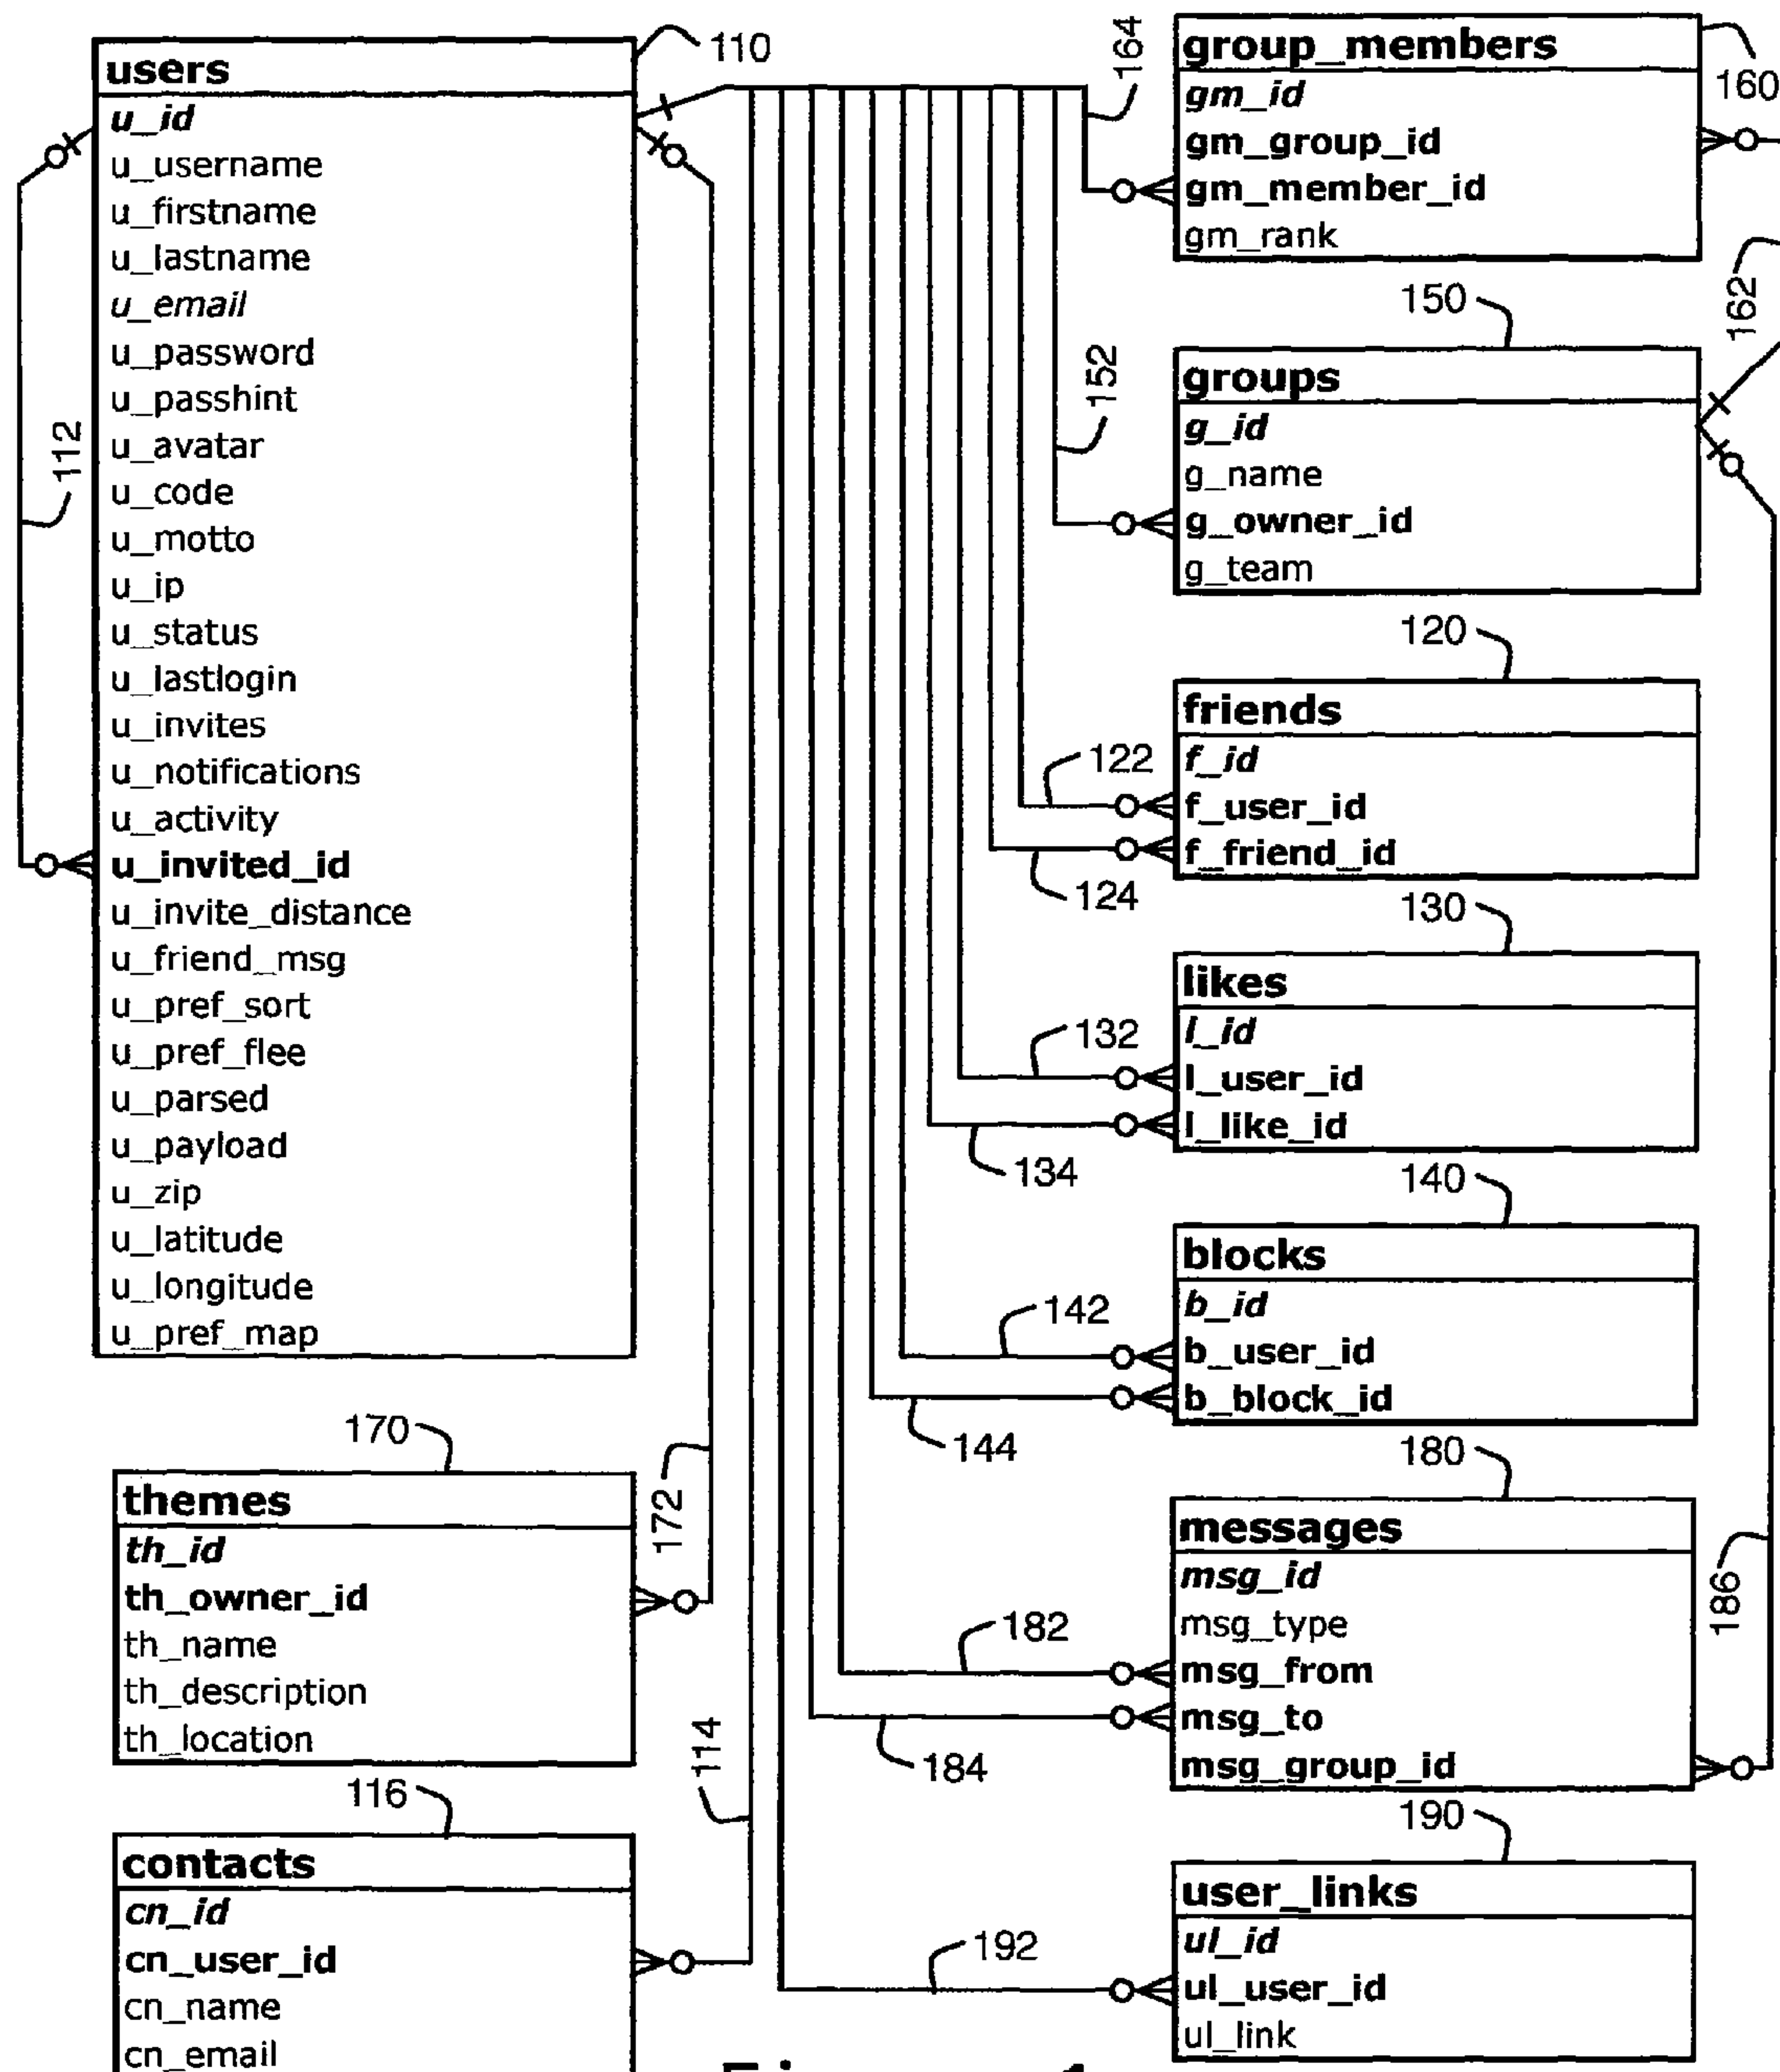 110
users
u_id
u_username
u_firstname
u_lastname
u_email
u_password
u_passhint
u_avatar
u_code
u_motto
u_ip
u_status
u_lastlogin
u_invites
u_notifications
u_activity
u_invited_id
u_invite_distance
u_friend_msg
u_pref_sort
u_pref_flee
u_parsed
u_payload
u_zip
u_latitude
u_longitude
u_pref_map
112
170
themes
th_id
th_owner_id
th_name
th_description
th_location
172
116
contacts
cn_id
cn_user_id
cn_name
cn_email
114
164
group_members
gm_id
gm_group_id
gm_member_id
gm_rank
160
162
150
groups
g_id
g_name
g_owner_id
g_team
152
120
friends
f_id
f_user_id
f_friend_id
122
124
130
likes
l_id
l_user_id
l_like_id
132
134
140
blocks
b_id
b_user_id
b_block_id
142
144
180
messages
msg_id
msg_type
msg_from
msg_to
msg_group_id
182
184
186
190
user_links
ul_id
ul_user_id
ul_link
192